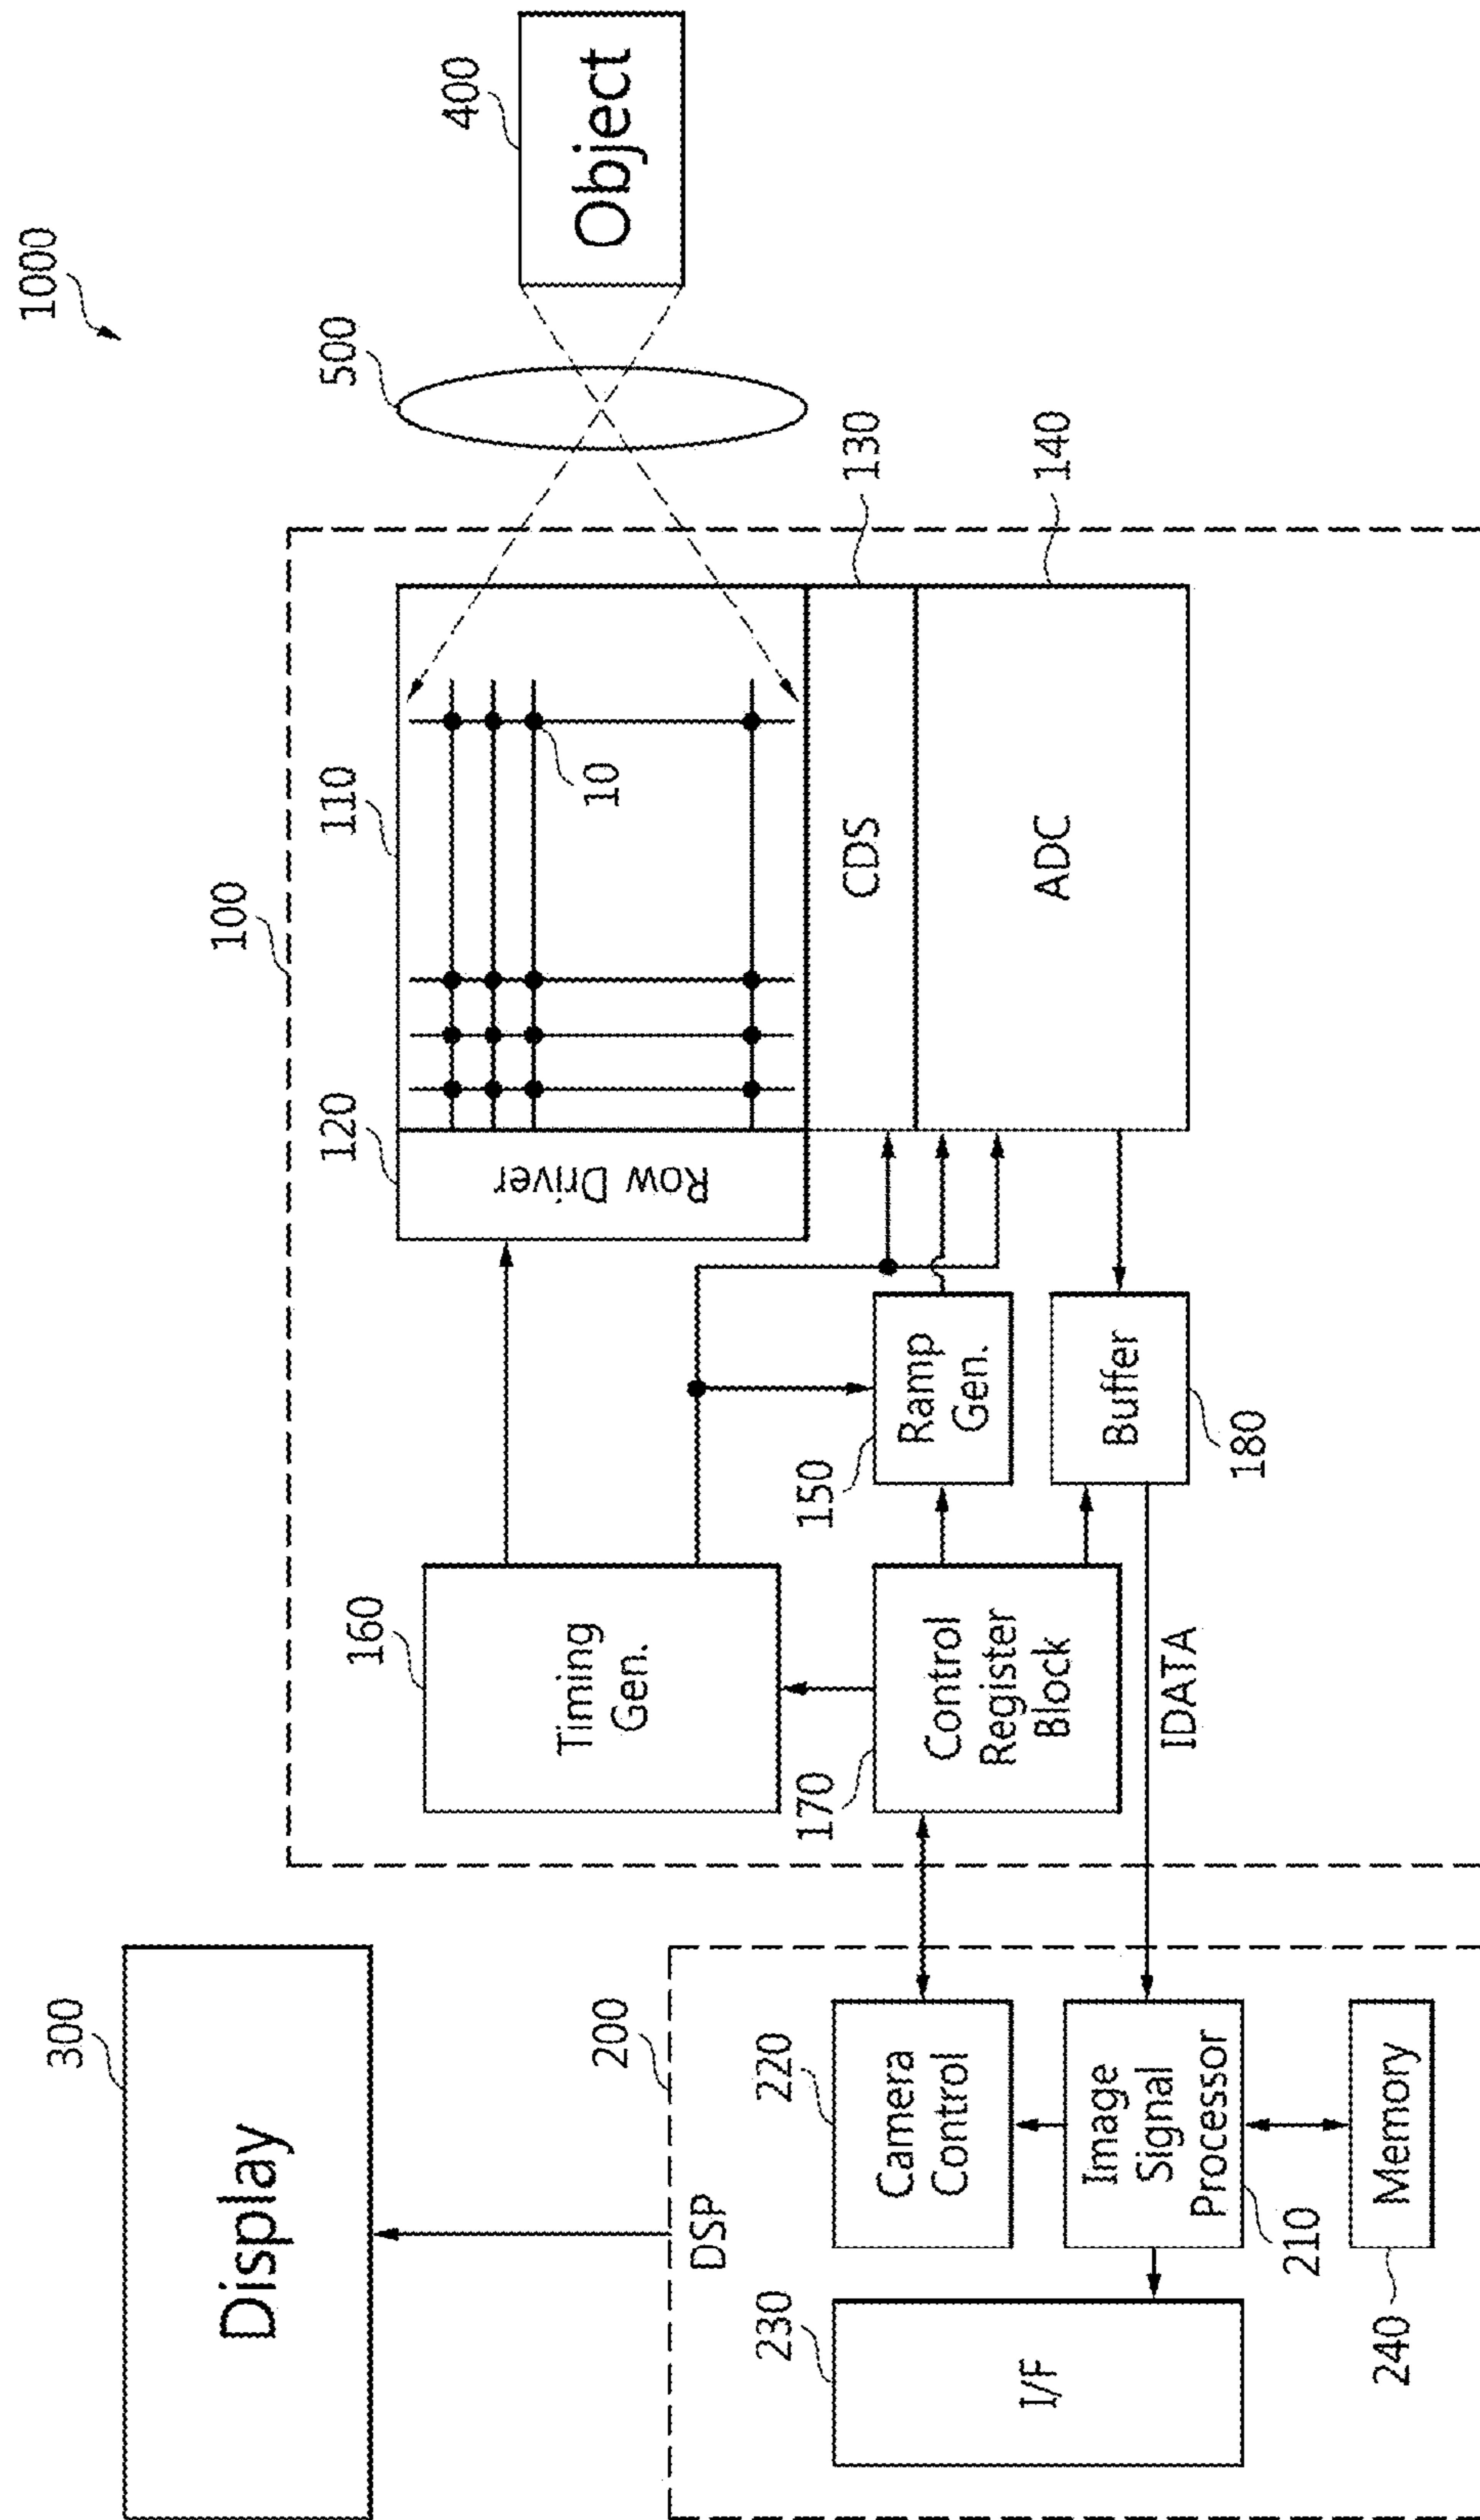 1000
300
Display
100
120
110
500
400
Object
160
Timing
Gen.
Row Driver
10
200
DSP
220
Camera
Control
170
Control
Register
Block
150
Ramp
Gen.
CDS
130
230
I/F
Image
Signal
Processor
210
IDATA
Buffer
180
ADC
140
240
Memory